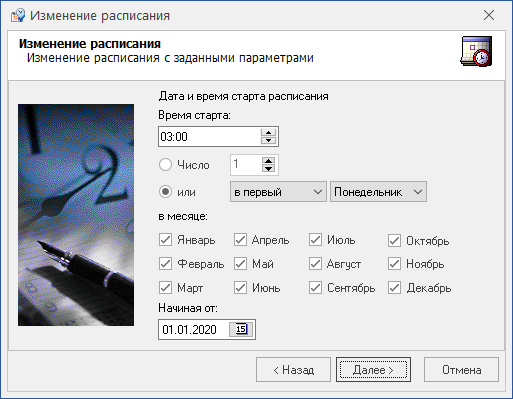 Изменение расписания
Изменение расписания
Изменение расписания с заданными параметрами
Дата и время старта расписания
Время старта:
03:00
Число 1
или в первый Понедельник
в месяце:
Январь Апрель Июль Октябрь
Февраль Май Август Ноябрь
Март Июнь Сентябрь Декабрь
Начиная от:
01.01.2020 15
2
< Назад Далее > Отмена